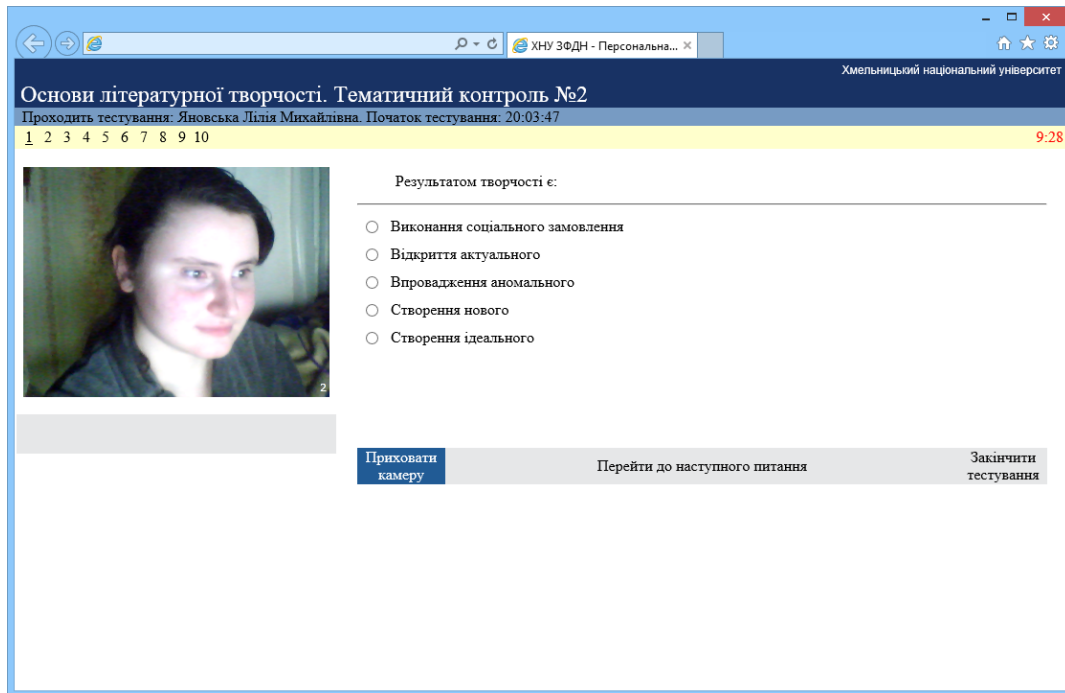 ХНУ ЗФДН - Персональна...
Хмельницький національний університет
Основи літературної творчості. Тематичний контроль №2
Проходить тестування: Яновська Лілія Михайлівна. Початок тестування: 20:03:47
1 2 3 4 5 6 7 8 9 10
9:28
Результатом творчості є:
Виконання соціального замовлення
Відкриття актуального
Впровадження аномального
Створення нового
Створення ідеального
2
Приховати
камеру
Перейти до наступного питання
Закінчити
тестування